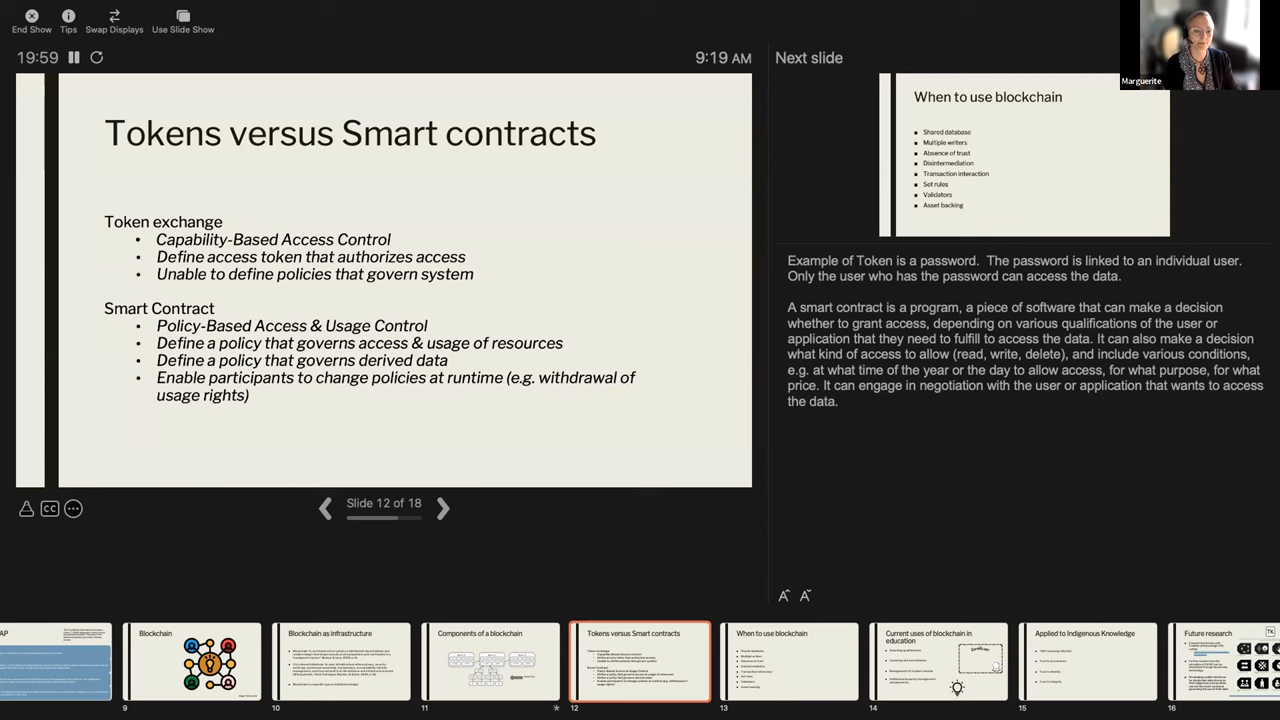 End Show
Tips
Swap Displays
Use Slide Show
19:59
9:19 AM
Tokens versus Smart contracts
Token exchange
• Capability-Based Access Control
• Define access token that authorizes access
• Unable to define policies that govern system
Smart Contract
• Policy-Based Access & Usage Control
• Define a policy that governs access & usage of resources
• Define a policy that governs derived data
• Enable participants to change policies at runtime (e.g. withdrawal of
usage rights)
CC
Slide 12 of 18
Next slide
Marguerite
When to use blockchain
Shared database
Multiple writers
Absence of trust
Disintermediation
Transaction interaction
Set rules
Validators
Asset backing
Example of Token is a password. The password is linked to an individual user.
Only the user who has the password can access the data.
A smart contract is a program, a piece of software that can make a decision
whether to grant access, depending on various qualifications of the user or
application that they need to fulfill to access the data. It can also make a decision
what kind of access to allow (read, write, delete), and include various conditions,
e.g. at what time of the year or the day to allow access, for what purpose, for what
price. It can engage in negotiation with the user or application that wants to access
the data.
A A
AP
Blockchain
9
Blockchain as infrastructure
10
Components of a blockchain
11
Tokens versus Smart contracts
12
When to use blockchain
13
Current uses of blockchain in
education
14
Applied to Indigenous Knowledge
15
Future research
TK
16